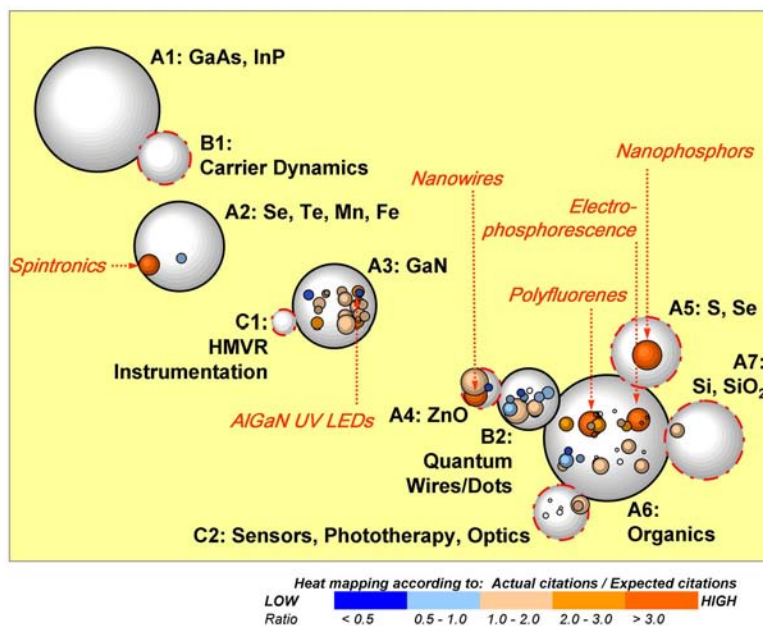 A1: GaAs, InP
B1:
Carrier Dynamics
Nanophosphors
Nanowires
Electro-
phosphorescence
A2: Se, Te, Mn, Fe
Spintronics
A3: GaN
Polyfluorenes
A5: S, Se
C1:
HMVR
Instrumentation
A7:
Si, SiO2
AlGaN UV LEDs
A4: ZnO
B2:
Quantum
Wires/Dots
A6:
Organics
C2: Sensors, Phototherapy, Optics
Heat mapping according to: Actual citations / Expected citations
LOW HIGH
Ratio < 0.5 0.5 - 1.0 1.0 - 2.0 2.0 - 3.0 > 3.0